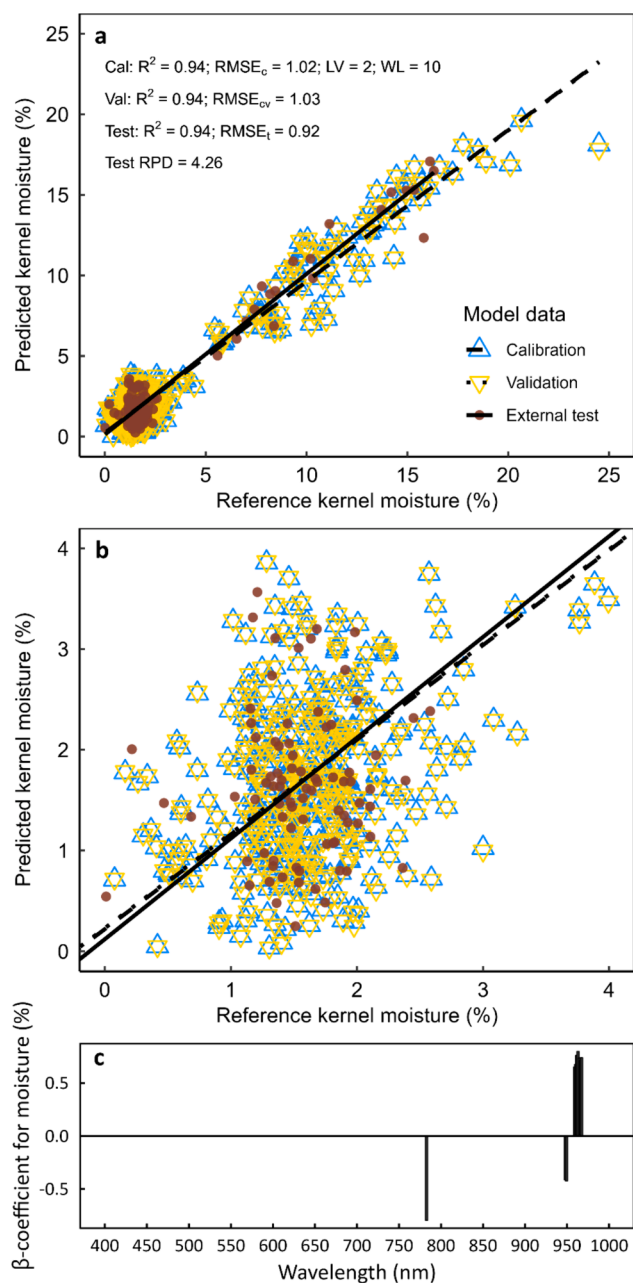 a
Cal: R² = 0.94; RMSEc = 1.02; LV = 2; WL = 10
Val: R² = 0.94; RMSEcv = 1.03
Test: R² = 0.94; RMSEt = 0.92
Test RPD = 4.26
Predicted kernel moisture (%)
25
20
15
10
5
0
Model data
Calibration
Validation
External test
0 5 10 15 20 25
Reference kernel moisture (%)
b
Predicted kernel moisture (%)
4
3
2
1
0
0 1 2 3 4
Reference kernel moisture (%)
c
β-coefficient for moisture (%)
0.5
0.0
-0.5
400 450 500 550 600 650 700 750 800 850 900 950 1000
Wavelength (nm)